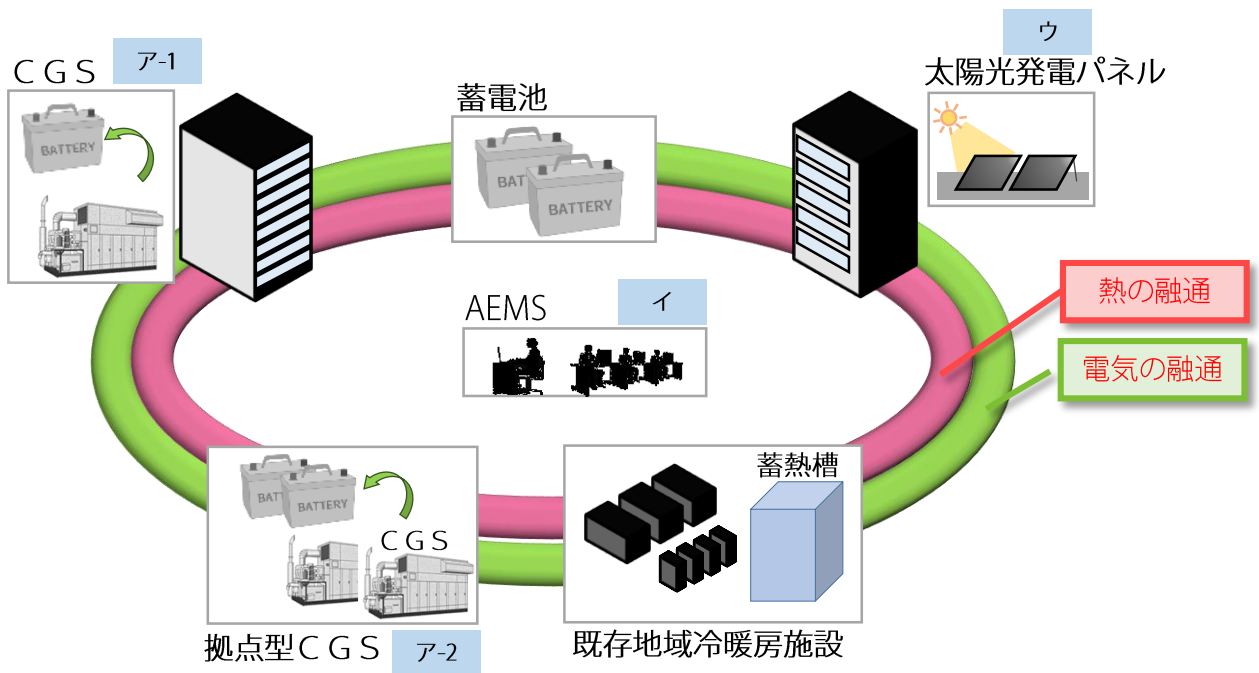 ア-1
ＣＧＳ
BATTERY
蓄電池
BAT
BATTERY
ウ
太陽光発電パネル
AEMS
イ
熱の融通
電気の融通
BAT
BATTERY
ＣＧＳ
拠点型ＣＧＳ
ア-2
蓄熱槽
既存地域冷暖房施設